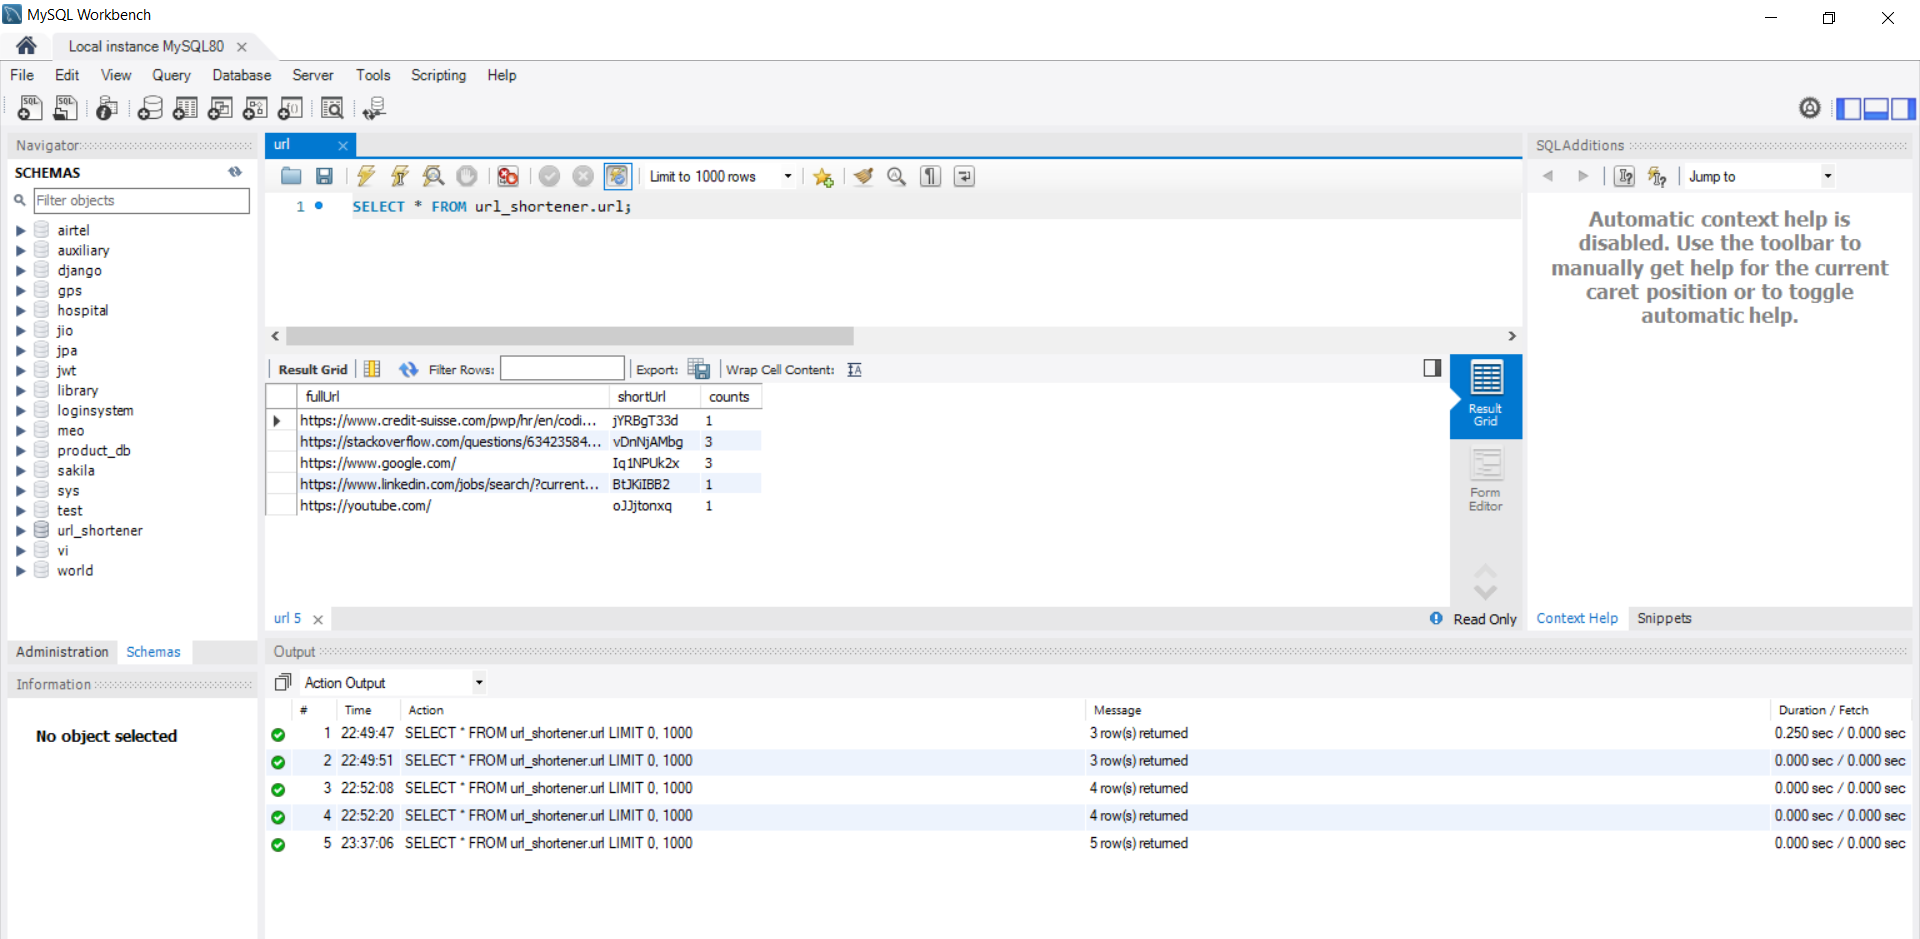 MySQL Workbench
Local instance MySQL80
File Edit View Query Database Server Tools Scripting Help
Navigator
SCHEMAS
Filter objects
airtel
auxiliary
django
gps
hospital
jio
jpa
jwt
library
loginsystem
meo
product_db
sakila
sys
test
url_shortener
vi
world
Administration Schemas
Information
No object selected
url
Limit to 1000 rows
1 SELECT * FROM url_shortener.url;
Result Grid Filter Rows: Export: Wrap Cell Content:
fullUrl shortUrl counts
https://www.credit-suisse.com/pwp/hr/en/codi... jYRBgT33d 1
https://stackoverflow.com/questions/63423584... vDnNjAMbg 3
https://www.google.com/ Iq1NPUk2x 3
https://www.linkedin.com/jobs/search/?current... BtJKiIBB2 1
https://youtube.com/ oJJjtonxq 1
Result
Grid
Form
Editor
url 5
Read Only
SQLAdditions
Jump to
Automatic context help is
disabled. Use the toolbar to
manually get help for the current
caret position or to toggle
automatic help.
Context Help Snippets
Output
Action Output
# Time Action Message Duration / Fetch
1 22:49:47 SELECT * FROM url_shortener.url LIMIT 0, 1000 3 row(s) returned 0.250 sec / 0.000 sec
2 22:49:51 SELECT * FROM url_shortener.url LIMIT 0, 1000 3 row(s) returned 0.000 sec / 0.000 sec
3 22:52:08 SELECT * FROM url_shortener.url LIMIT 0, 1000 4 row(s) returned 0.000 sec / 0.000 sec
4 22:52:20 SELECT * FROM url_shortener.url LIMIT 0, 1000 4 row(s) returned 0.000 sec / 0.000 sec
5 23:37:06 SELECT * FROM url_shortener.url LIMIT 0, 1000 5 row(s) returned 0.000 sec / 0.000 sec